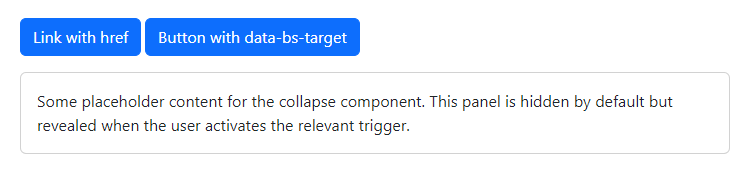 Link with href
Button with data-bs-target
Some placeholder content for the collapse component. This panel is hidden by default but
revealed when the user activates the relevant trigger.